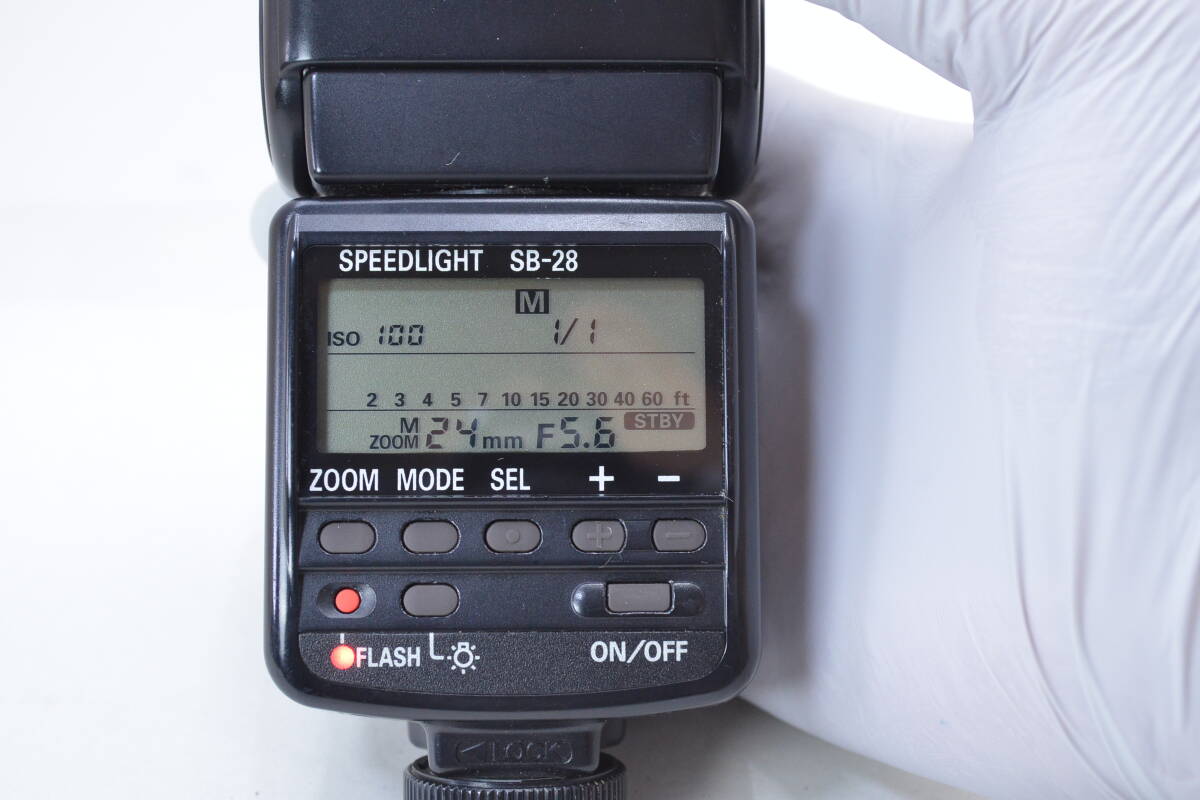 SPEEDLIGHT SB-28
M
ISO 100 1/1
2 3 4 5 7 10 15 20 30 40 60 ft
M
ZOOM 24mm F5.6 STBY
ZOOM MODE SEL + −
+ −
FLASH ON/OFF
LOCK